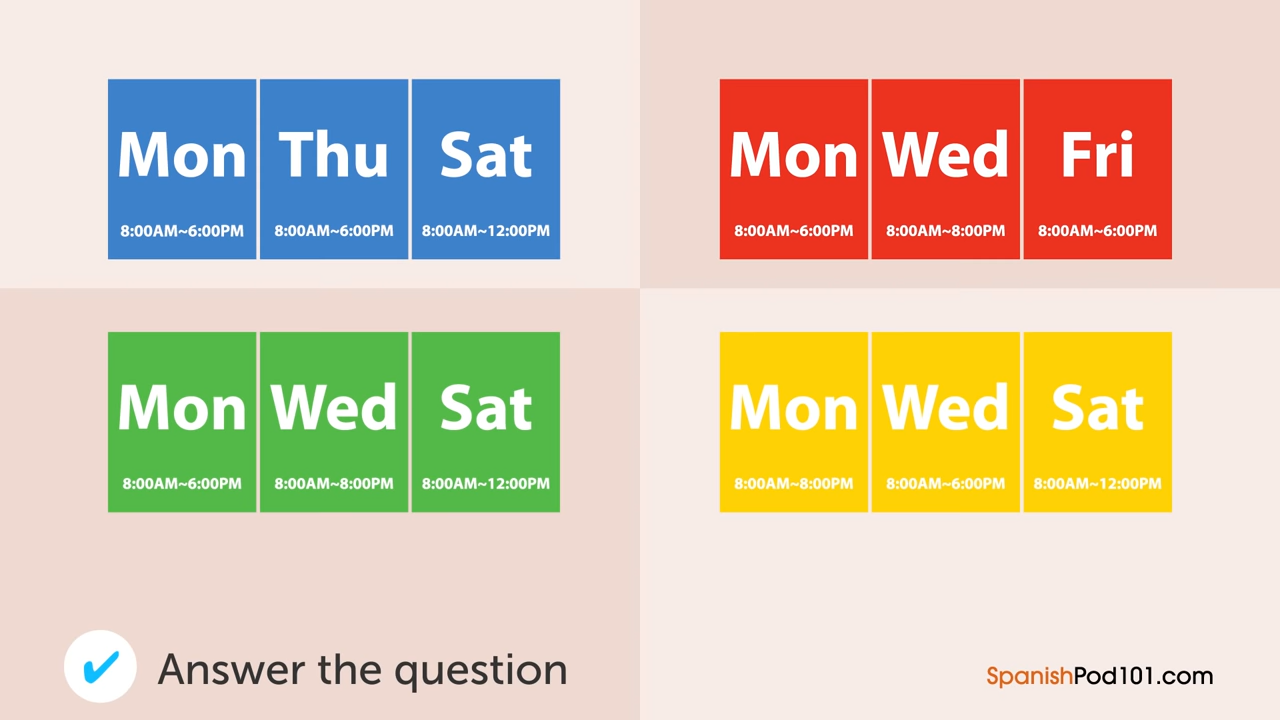 Mon Thu Sat
8:00AM~6:00PM 8:00AM~6:00PM 8:00AM~12:00PM
Mon Wed Fri
8:00AM~6:00PM 8:00AM~8:00PM 8:00AM~6:00PM
Mon Wed Sat
8:00AM~6:00PM 8:00AM~8:00PM 8:00AM~12:00PM
Mon Wed Sat
8:00AM~8:00PM 8:00AM~6:00PM 8:00AM~12:00PM
✔ Answer the question
SpanishPod101.com